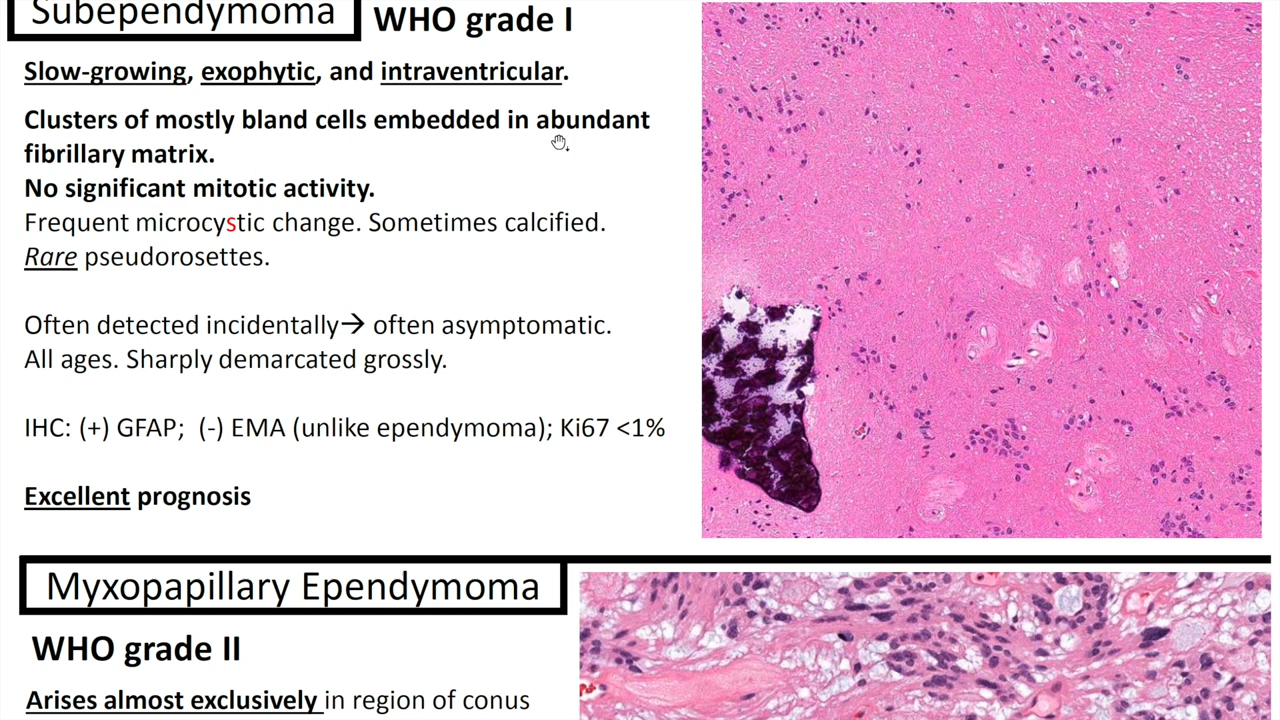 Subependymoma
WHO grade I
Slow-growing, exophytic, and intraventricular.
Clusters of mostly bland cells embedded in abundant
fibrillary matrix.
No significant mitotic activity.
Frequent microcystic change. Sometimes calcified.
Rare pseudorosettes.
Often detected incidentally→ often asymptomatic.
All ages. Sharply demarcated grossly.
IHC: (+) GFAP; (-) EMA (unlike ependymoma); Ki67 <1%
Excellent prognosis
Myxopapillary Ependymoma
WHO grade II
Arises almost exclusively in region of conus